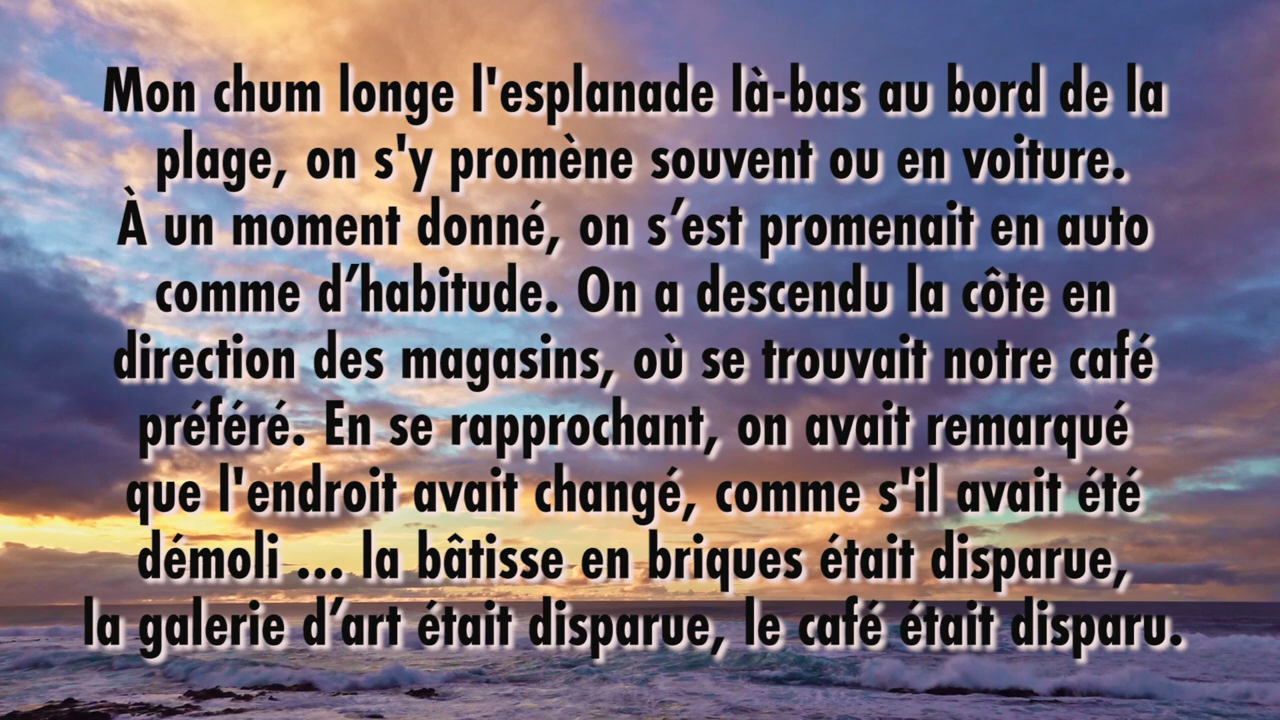 Mon chum longe l'esplanade là-bas au bord de la
plage, on s'y promène souvent ou en voiture.
À un moment donné, on s’est promenait en auto
comme d’habitude. On a descendu la côte en
direction des magasins, où se trouvait notre café
préféré. En se rapprochant, on avait remarqué
que l'endroit avait changé, comme s'il avait été
démoli ... la bâtisse en briques était disparue,
la galerie d’art était disparue, le café était disparu.